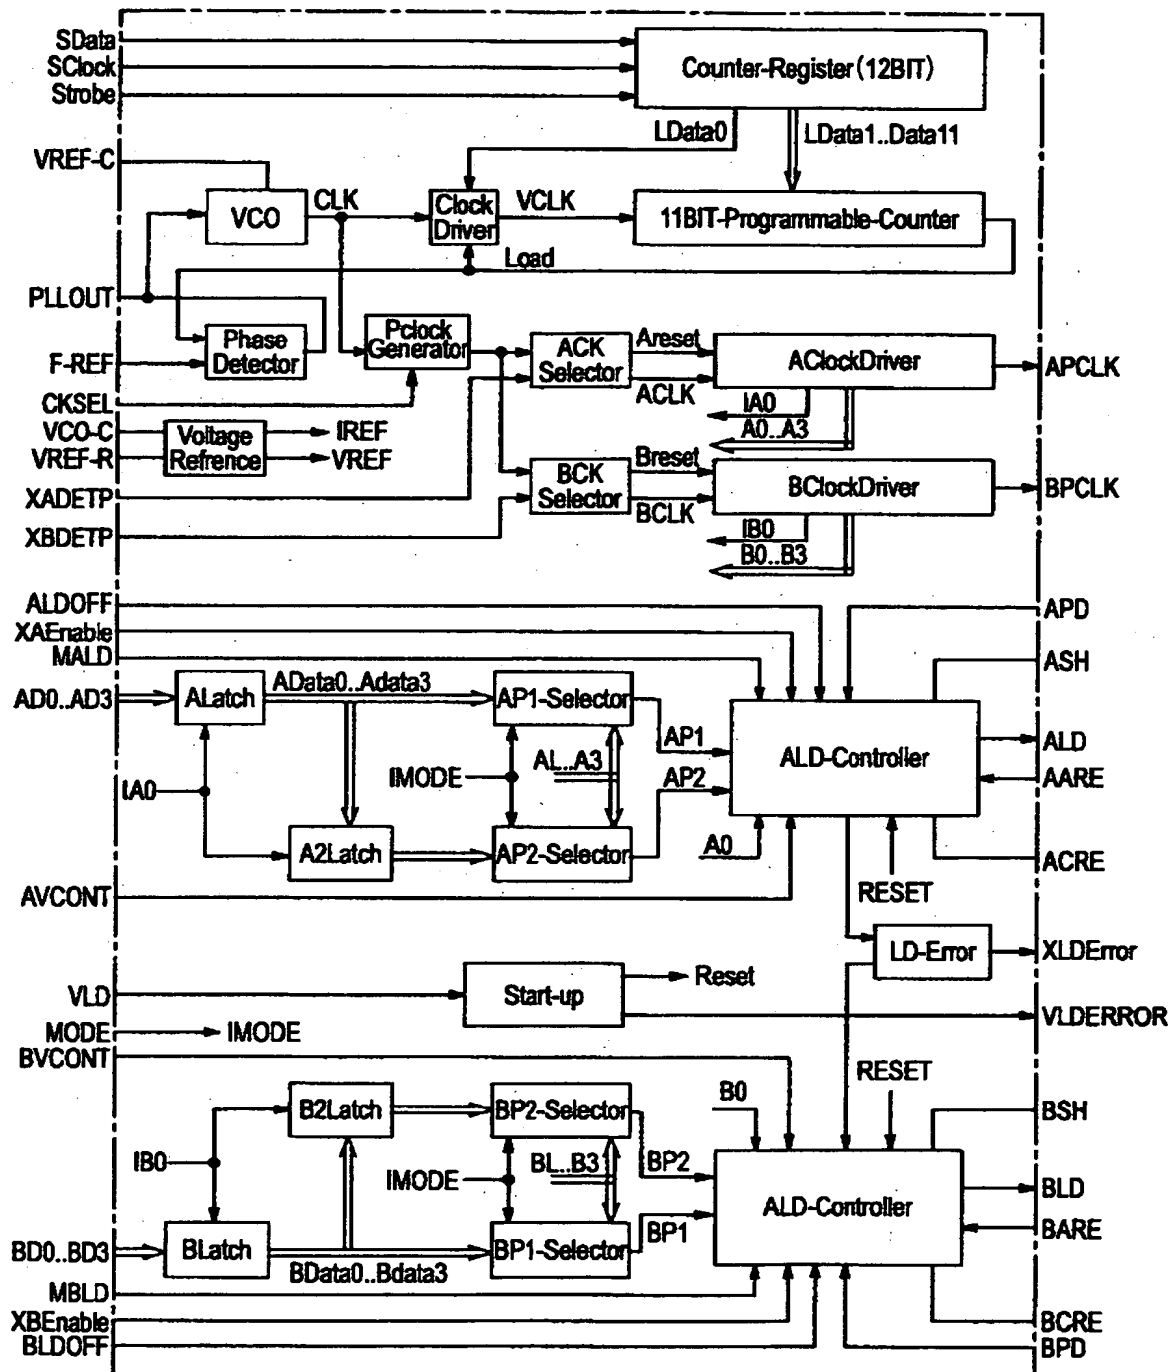 SData
SClock
Strobe
Counter-Register(12BIT)
LData0
LData1..Data11
VREF-C
VCO
CLK
Clock
Driver
VCLK
11BIT-Programmable-Counter
Load
PLLOUT
Phase
Detector
F-REF
Pclock
Generator
ACK
Selector
Areset
ACLK
AClockDriver
APCLK
CKSEL
IA0
A0..A3
VCO-C
VREF-R
Voltage
Refrence
IREF
VREF
XADETP
BCK
Selector
Breset
BCLK
BClockDriver
BPCLK
XBDETP
IB0
B0..B3
ALDOFF
XAEnable
MALD
APD
ASH
AD0..AD3
ALatch
AData0..Adata3
AP1-Selector
AP1
ALD-Controller
ALD
AARE
IA0
IMODE
AL..A3
AP2
A2Latch
AP2-Selector
A0
RESET
ACRE
AVCONT
LD-Error
XLDError
VLD
Start-up
Reset
VLDERROR
MODE
IMODE
BVCONT
RESET
B0
B2Latch
BP2-Selector
BSH
IB0
IMODE
BL..B3
BP2
ALD-Controller
BLD
BARE
BP1
BD0..BD3
BLatch
BData0..Bdata3
BP1-Selector
MBLD
XBEnable
BLDOFF
BCRE
BPD